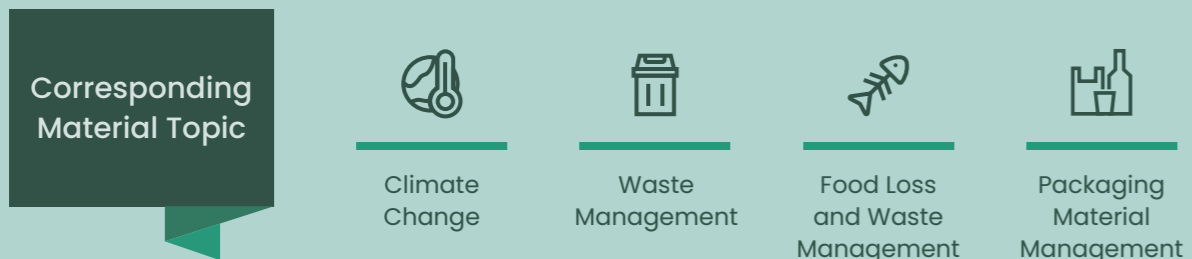 Corresponding
Material Topic
Climate
Change
Waste
Management
Food Loss
and Waste
Management
Packaging
Material
Management